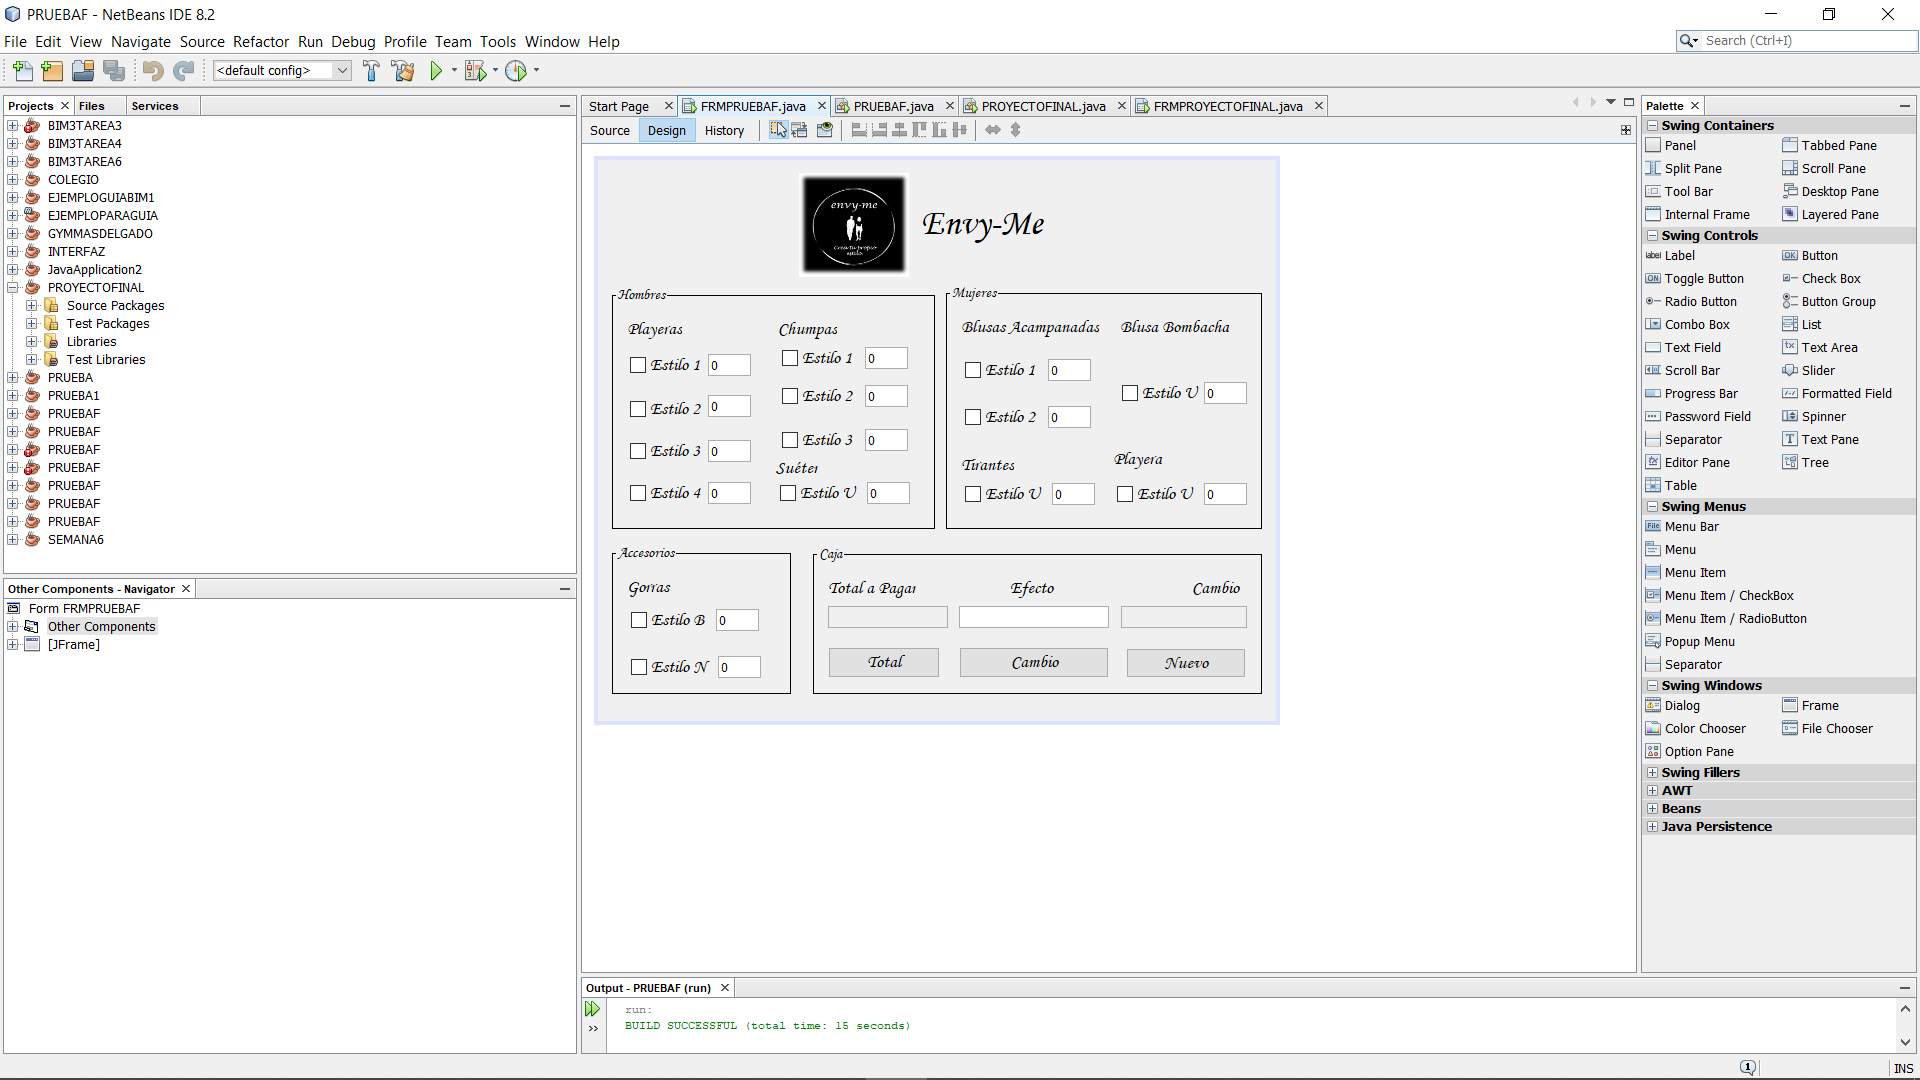 PRUEBAF - NetBeans IDE 8.2
File Edit View Navigate Source Refactor Run Debug Profile Team Tools Window Help
Search (Ctrl+I)
<default config>
Projects Files Services
BIM3TAREA3
BIM3TAREA4
BIM3TAREA6
COLEGIO
EJEMPLOGUIABIM1
EJEMPLOPARAGUIA
GYMMASDELGADO
INTERFAZ
JavaApplication2
PROYECTOFINAL
Source Packages
Test Packages
Libraries
Test Libraries
PRUEBA
PRUEBA1
PRUEBAF
PRUEBAF
PRUEBAF
PRUEBAF
PRUEBAF
PRUEBAF
PRUEBAF
SEMANA6
Other Components - Navigator
Form FRMPRUEBAF
Other Components
[JFrame]
Start Page FRMPRUEBAF.java PRUEBAF.java PROYECTOFINAL.java FRMPROYECTOFINAL.java
Source Design History
envy-me
Crea tu propio
estilo
Envy-Me
Hombres
Playeras Chumpas
Estilo 1 0 Estilo 1 0
Estilo 2 0 Estilo 2 0
Estilo 3 0 Estilo 3 0
Suéter
Estilo 4 0 Estilo U 0
Mujeres
Blusas Acampanadas Blusa Bombacha
Estilo 1 0
Estilo U 0
Estilo 2 0
Tirantes Playera
Estilo U 0 Estilo U 0
Accesorios
Gorras
Estilo B 0
Estilo N 0
Caja
Total a Pagar Efecto Cambio
Total Cambio Nuevo
Palette
Swing Containers
Panel Tabbed Pane
Split Pane Scroll Pane
Tool Bar Desktop Pane
Internal Frame Layered Pane
Swing Controls
label Label OK Button
ON Toggle Button Check Box
Radio Button Button Group
Combo Box List
Text Field Text Area
Scroll Bar Slider
Progress Bar Formatted Field
Password Field Spinner
Separator Text Pane
Editor Pane Tree
Table
Swing Menus
File Menu Bar
Menu
Menu Item
Menu Item / CheckBox
Menu Item / RadioButton
Popup Menu
Separator
Swing Windows
Dialog Frame
Color Chooser File Chooser
Option Pane
Swing Fillers
AWT
Beans
Java Persistence
Output - PRUEBAF (run)
run:
BUILD SUCCESSFUL (total time: 15 seconds)
1 INS